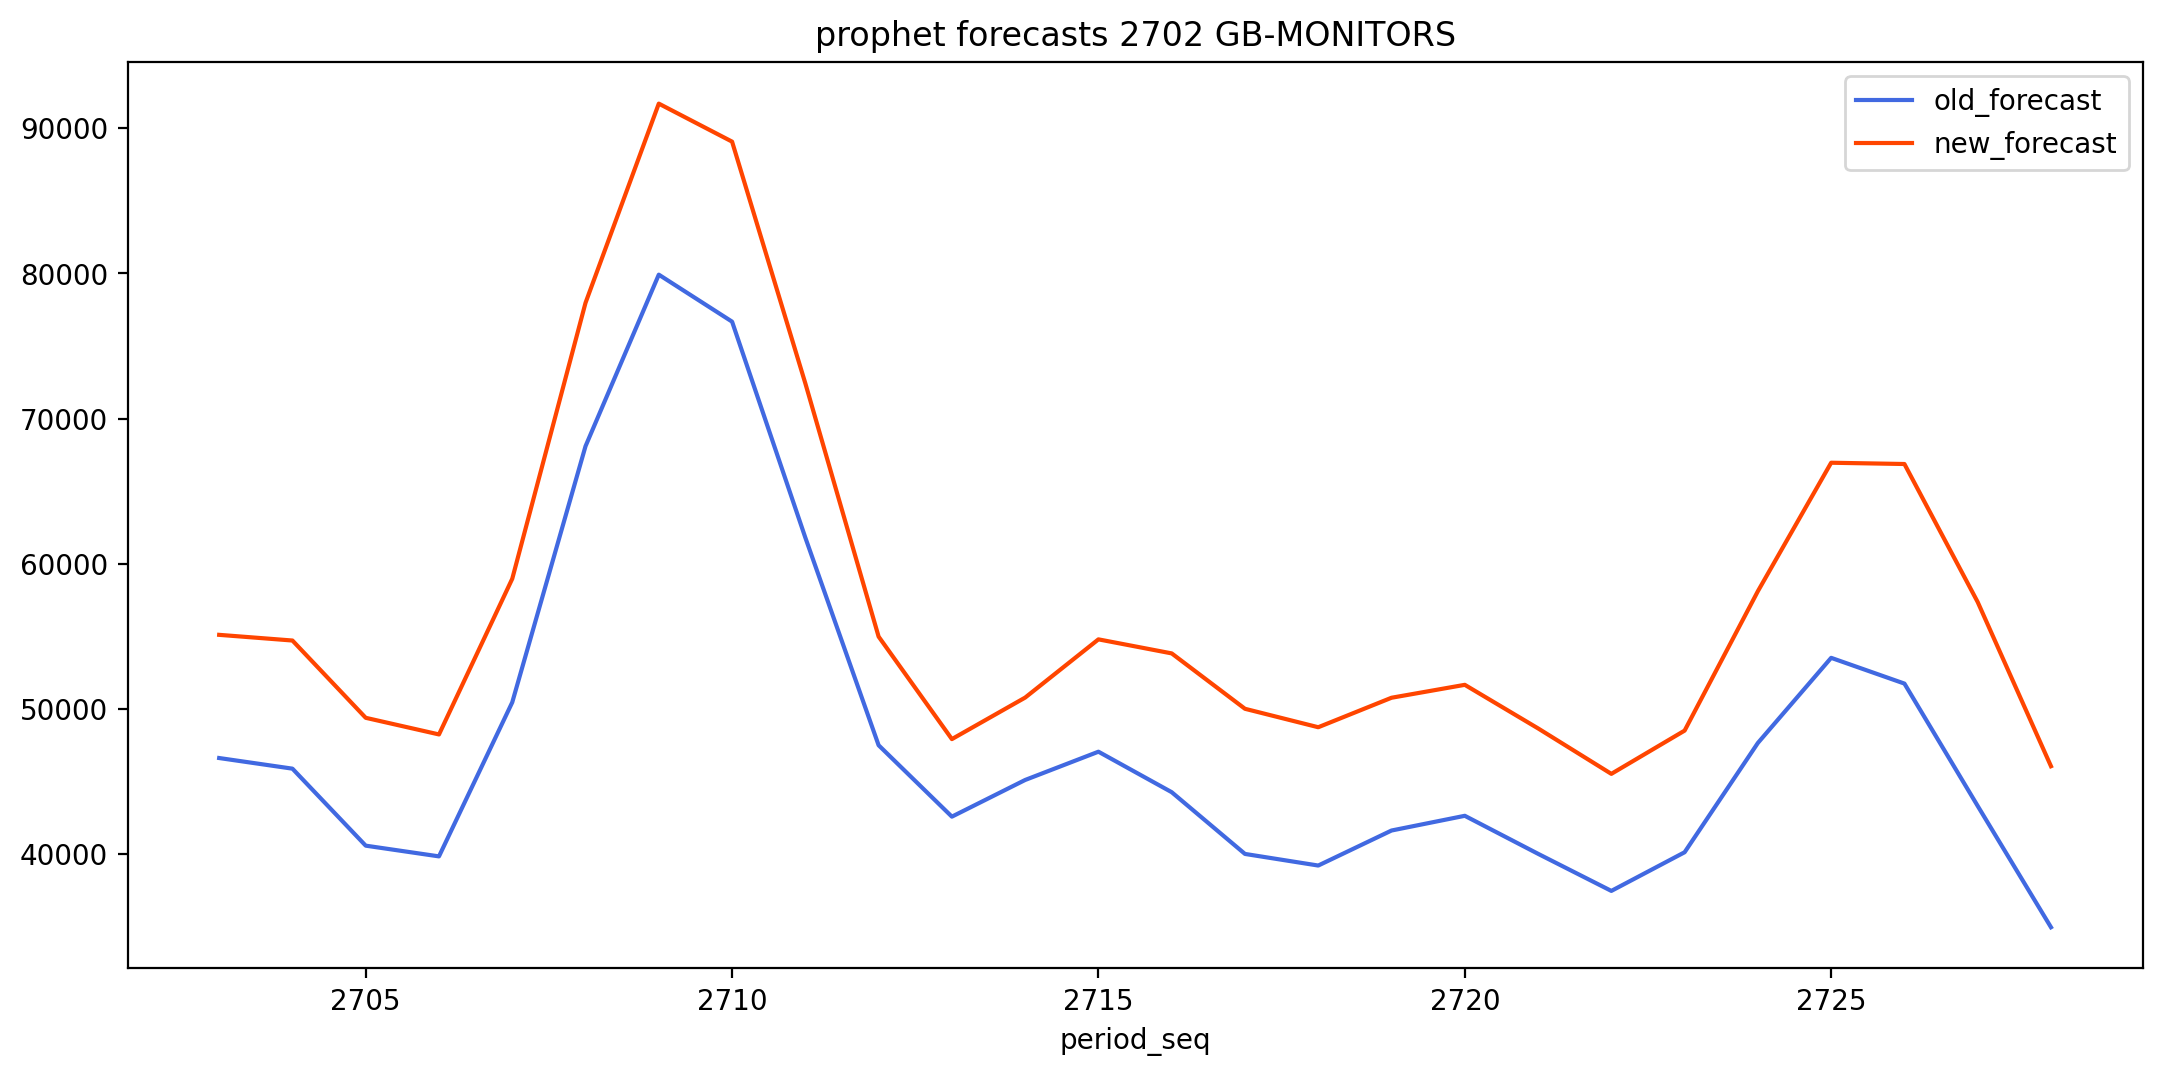 prophet forecasts 2702 GB-MONITORS
old_forecast
new_forecast
90000
80000
70000
60000
50000
40000
2705 2710 2715 2720 2725
period_seq